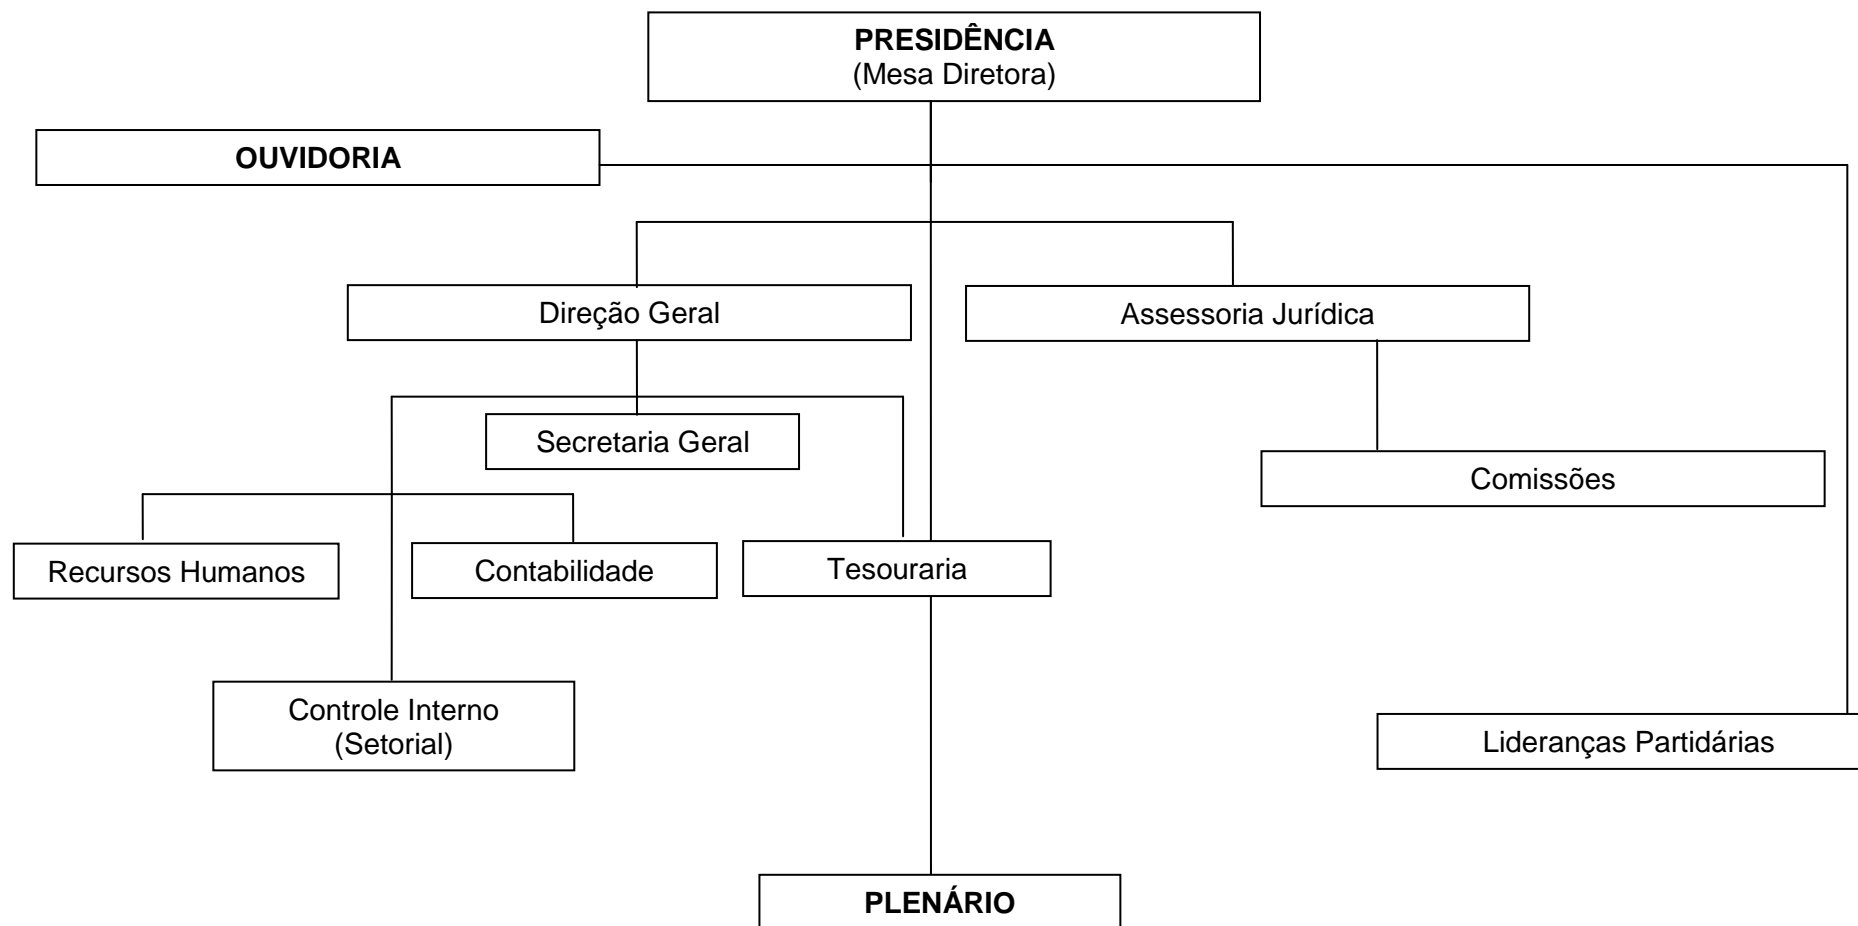 PRESIDÊNCIA
(Mesa Diretora)
OUVIDORIA
Direção Geral
Assessoria Jurídica
Secretaria Geral
Comissões
Recursos Humanos
Contabilidade
Tesouraria
Controle Interno
(Setorial)
Lideranças Partidárias
PLENÁRIO